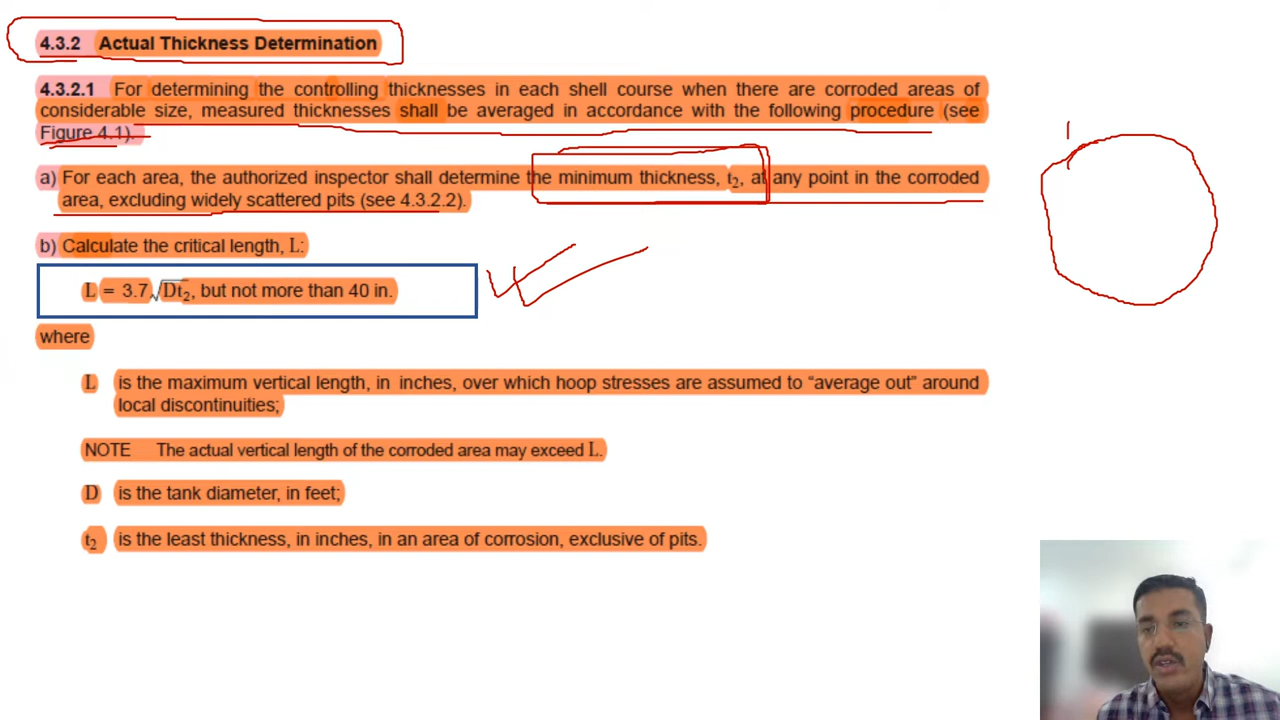 4.3.2 Actual Thickness Determination
4.3.2.1 For determining the controlling thicknesses in each shell course when there are corroded areas of
considerable size, measured thicknesses shall be averaged in accordance with the following procedure (see
Figure 4.1).
a) For each area, the authorized inspector shall determine the minimum thickness, t2, at any point in the corroded
area, excluding widely scattered pits (see 4.3.2.2).
b) Calculate the critical length, L:
L = 3.7√Dt2, but not more than 40 in.
where
L is the maximum vertical length, in inches, over which hoop stresses are assumed to “average out” around
local discontinuities;
NOTE The actual vertical length of the corroded area may exceed L.
D is the tank diameter, in feet;
t2 is the least thickness, in inches, in an area of corrosion, exclusive of pits.